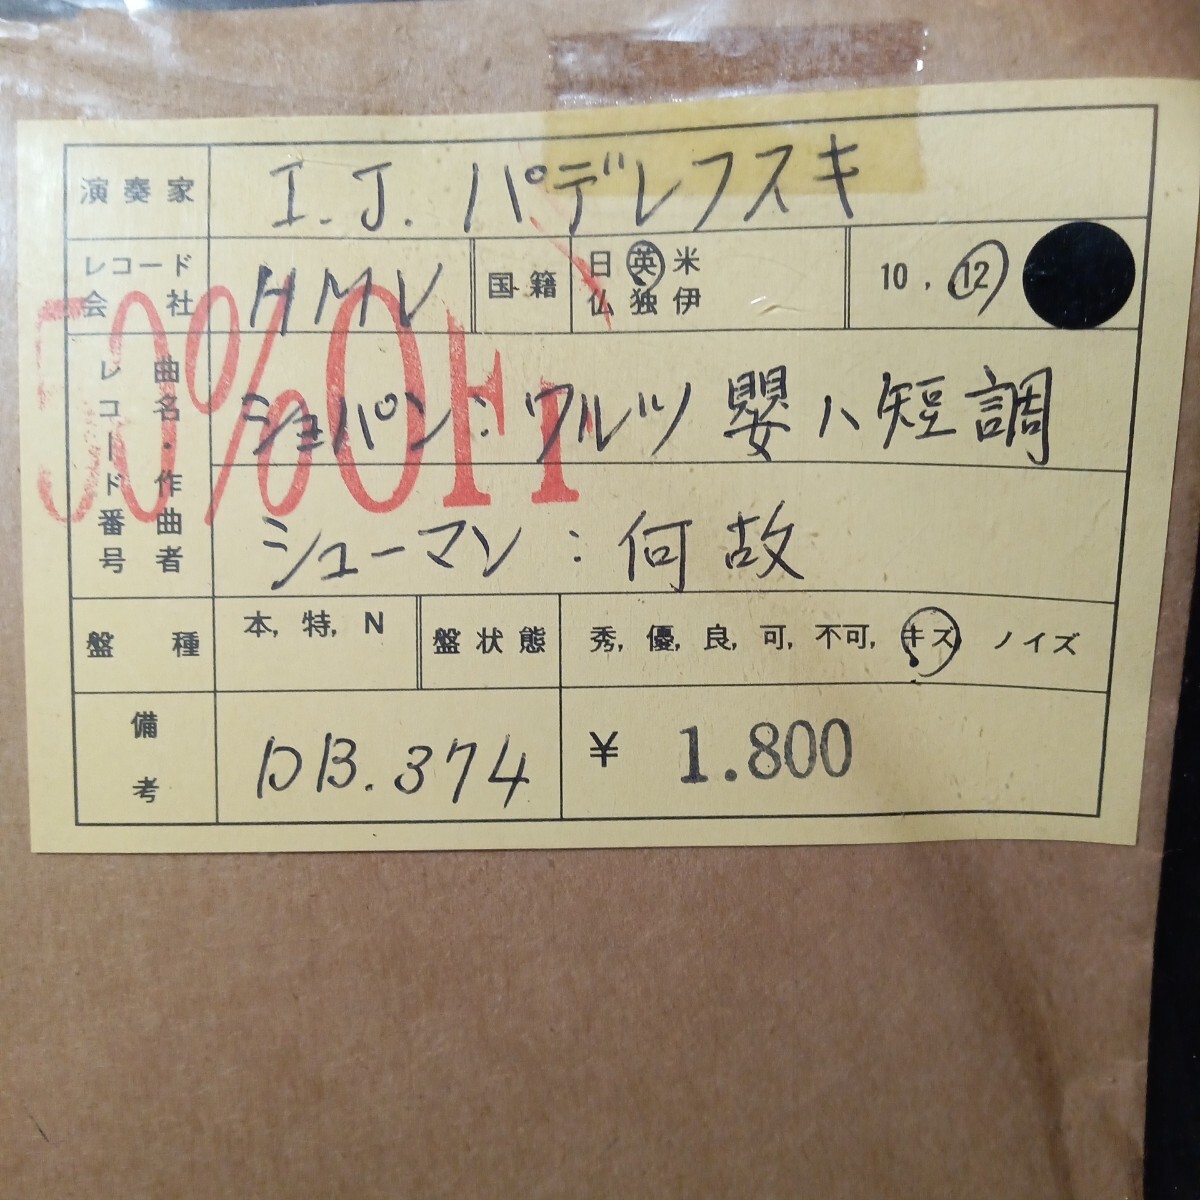 演奏家 I.J. パデレフスキ
レコード会社 HMV 国籍 日 英 米 仏 独 伊 10, 12
50%OFF
レコード番号 曲名・作曲者 ショパン:ワルツ 嬰ハ短調
シューマン:何故
盤種 本, 特, N 盤状態 秀, 優, 良, 可, 不可, キズ ノイズ
備考 DB.374 ¥ 1.800